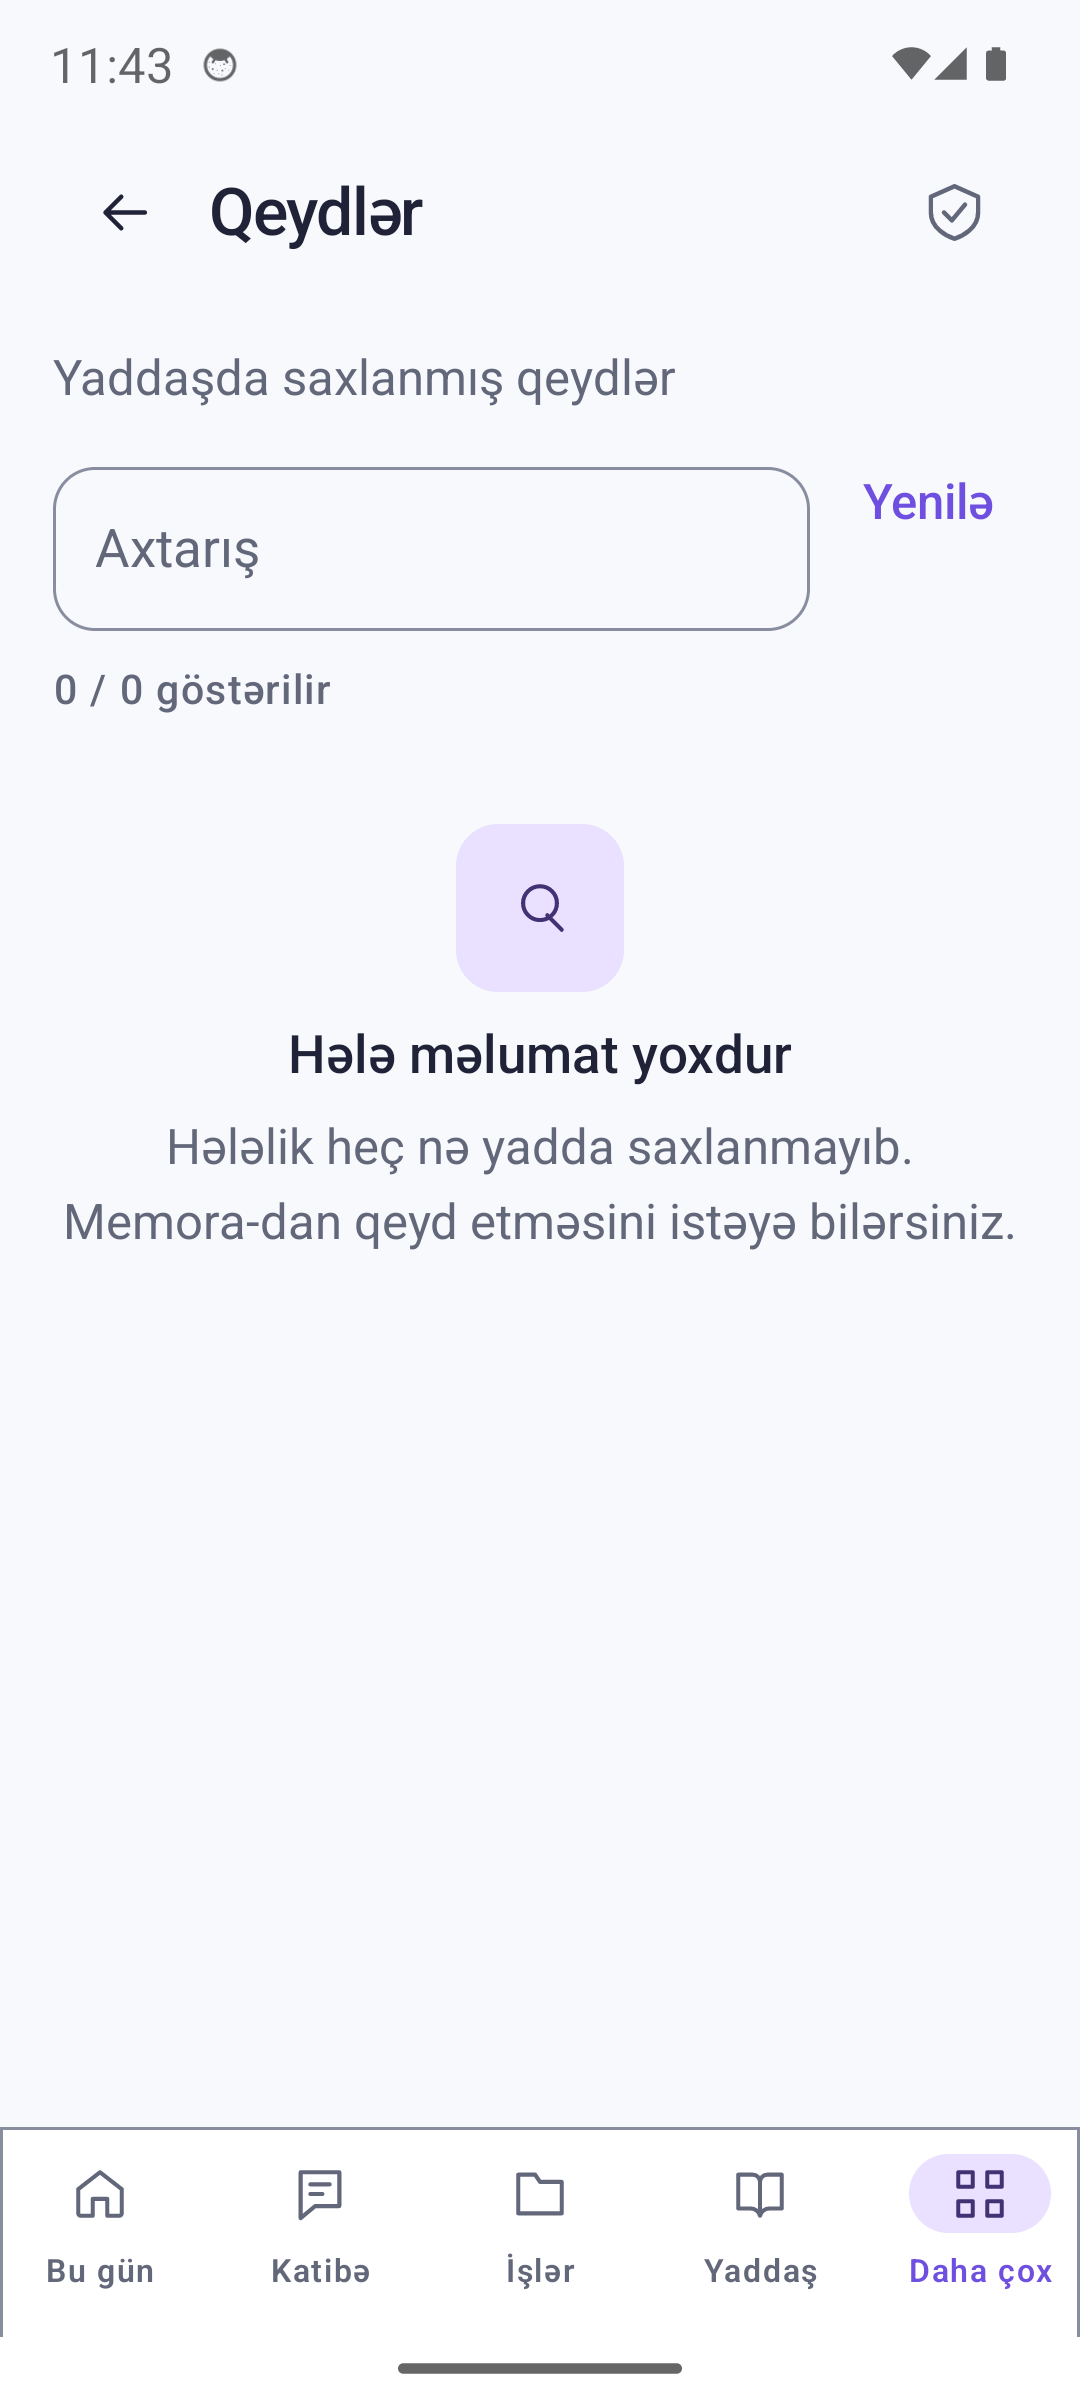 11:43
Qeydlər
Yaddaşda saxlanmış qeydlər
Axtarış
Yenilə
0 / 0 göstərilir
Hələ məlumat yoxdur
Hələlik heç nə yadda saxlanmayıb.
Memora-dan qeyd etməsini istəyə bilərsiniz.
Bu gün
Katibə
İşlər
Yaddaş
Daha çox